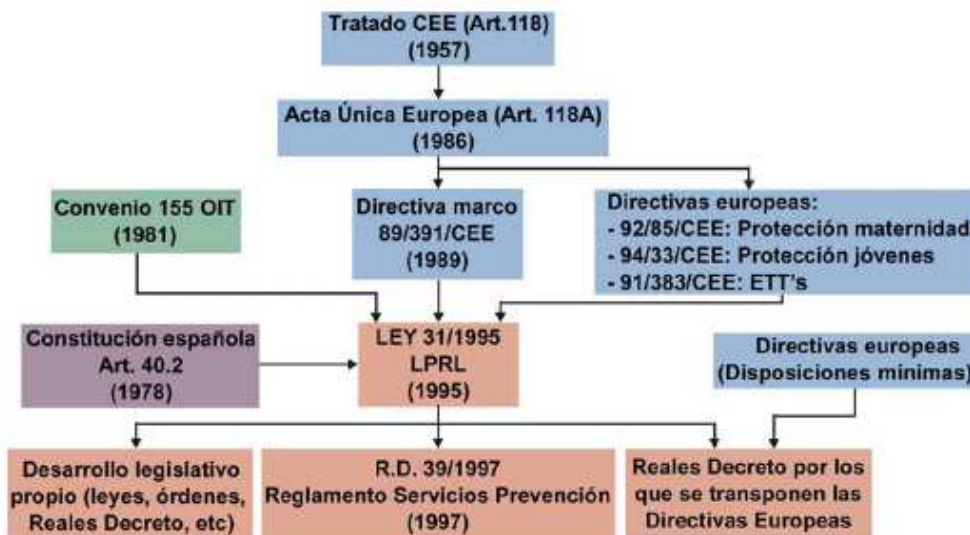 Tratado CEE (Art.118)
(1957)
Acta Única Europea (Art. 118A)
(1986)
Convenio 155 OIT
(1981)
Directiva marco
89/391/CEE
(1989)
Directivas europeas:
- 92/85/CEE: Protección maternidad
- 94/33/CEE: Protección jóvenes
- 91/383/CEE: ETT's
Constitución española
Art. 40.2
(1978)
LEY 31/1995
LPRL
(1995)
Directivas europeas
(Disposiciones minimas)
Desarrollo legislativo
propio (leyes, órdenes,
Reales Decreto, etc)
R.D. 39/1997
Reglamento Servicios Prevención
(1997)
Reales Decreto por los
que se transponen las
Directivas Europeas